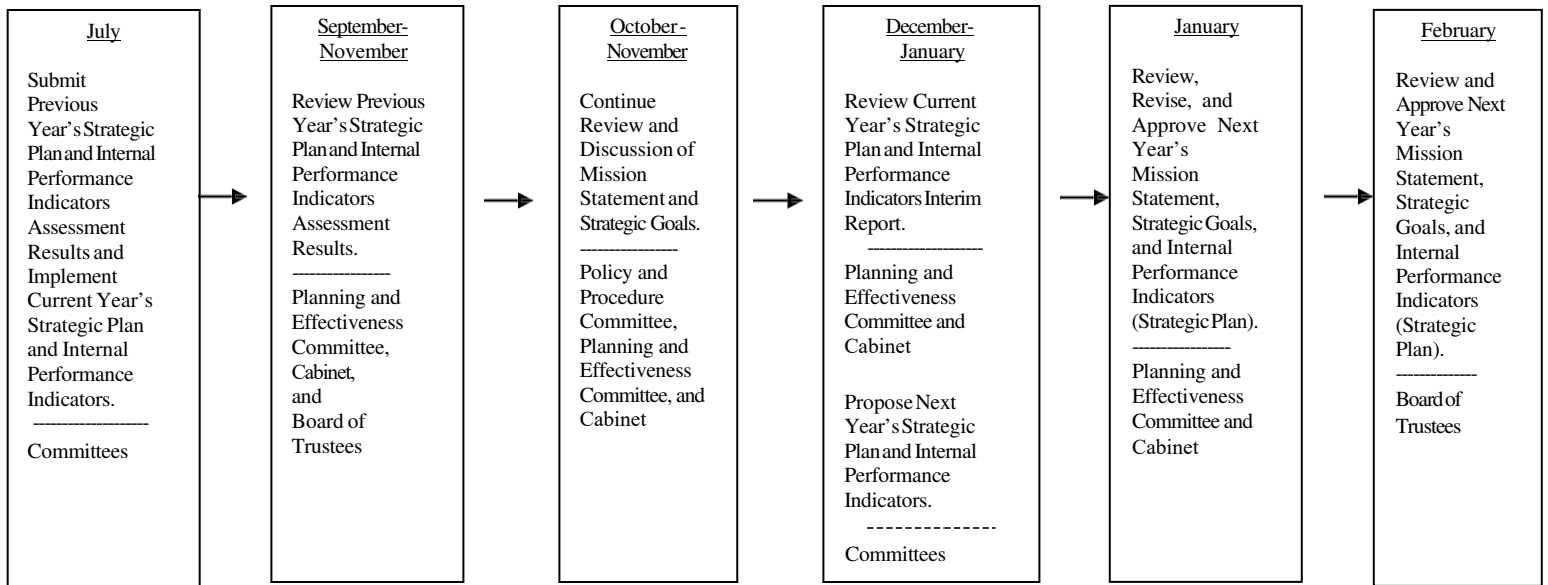 July
Submit
Previous
Year's Strategic
Plan and Internal
Performance
Indicators
Assessment
Results and
Implement
Current Year's
Strategic Plan
and Internal
Performance
Indicators.
--------------------
Committees
September-
November
Review Previous
Year's Strategic
Plan and Internal
Performance
Indicators
Assessment
Results.
-----------------
Planning and
Effectiveness
Committee,
Cabinet,
and
Board of
Trustees
October-
November
Continue
Review and
Discussion of
Mission
Statement and
Strategic Goals.
-----------------
Policy and
Procedure
Committee,
Planning and
Effectiveness
Committee, and
Cabinet
December-
January
Review Current
Year's Strategic
Plan and Internal
Performance
Indicators Interim
Report.
--------------------
Planning and
Effectiveness
Committee and
Cabinet
Propose Next
Year's Strategic
Plan and Internal
Performance
Indicators.
---------------
Committees
January
Review,
Revise, and
Approve Next
Year's
Mission
Statement,
Strategic Goals,
and Internal
Performance
Indicators
(Strategic Plan).
-----------------
Planning and
Effectiveness
Committee and
Cabinet
February
Review and
Approve Next
Year's
Mission
Statement,
Strategic
Goals, and
Internal
Performance
Indicators
(Strategic
Plan).
--------------
Board of
Trustees